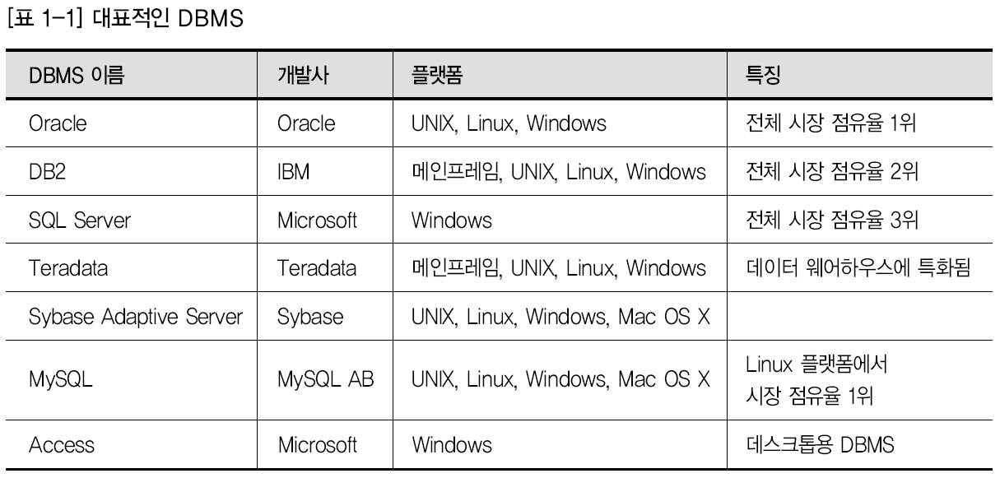 [표 1-1] 대표적인 DBMS
DBMS 이름 개발사 플랫폼 특징
Oracle Oracle UNIX, Linux, Windows 전체 시장 점유율 1위
DB2 IBM 메인프레임, UNIX, Linux, Windows 전체 시장 점유율 2위
SQL Server Microsoft Windows 전체 시장 점유율 3위
Teradata Teradata 메인프레임, UNIX, Linux, Windows 데이터 웨어하우스에 특화됨
Sybase Adaptive Server Sybase UNIX, Linux, Windows, Mac OS X
MySQL MySQL AB UNIX, Linux, Windows, Mac OS X Linux 플랫폼에서
시장 점유율 1위
Access Microsoft Windows 데스크톱용 DBMS